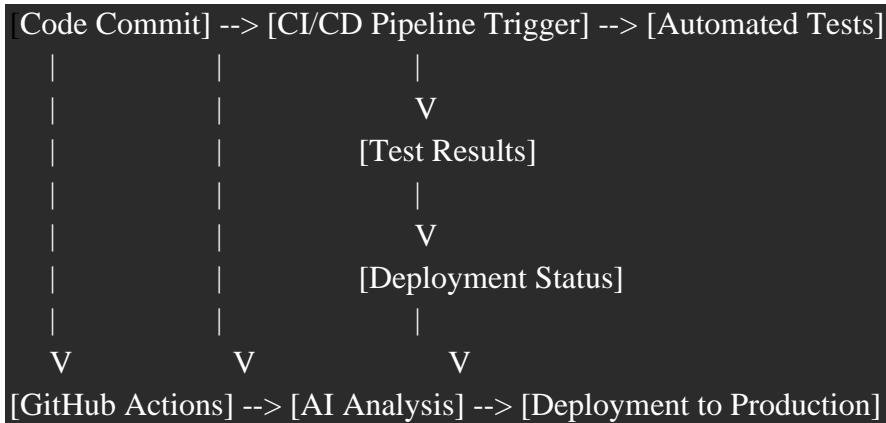 [Code Commit] --> [CI/CD Pipeline Trigger] --> [Automated Tests]
| | |
| | V
| | [Test Results]
| | |
| | V
| | [Deployment Status]
| | |
V V V
[GitHub Actions] --> [AI Analysis] --> [Deployment to Production]